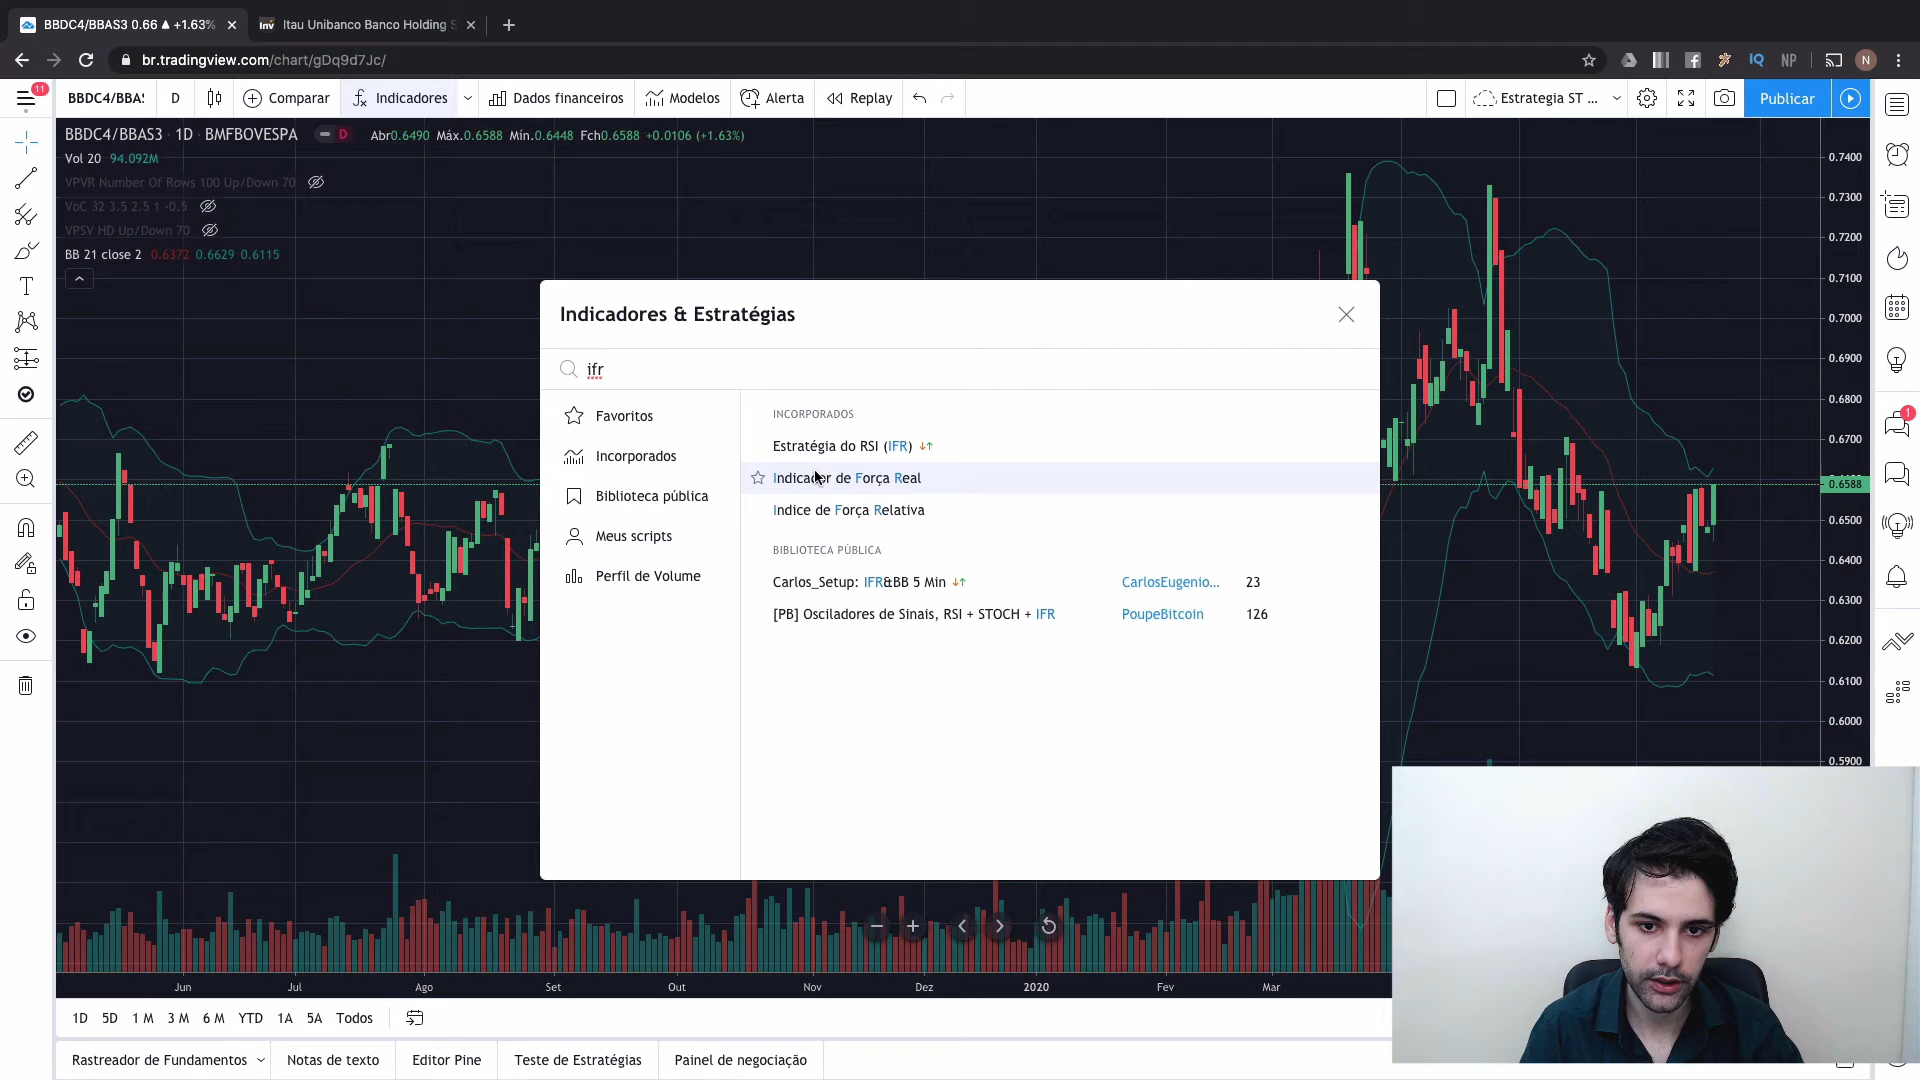 BBDC4/BBAS3 0.66 ▲ +1.63%
Inv Itau Unibanco Banco Holding S
br.tradingview.com/chart/gDq9d7Jc/
IQ NP N
11
BBDC4/BBAS
D
Comparar
Indicadores
Dados financeiros
Modelos
Alerta
Replay
Estrategia ST ...
Publicar
BBDC4/BBAS3 · 1D · BMFBOVESPA
D
Abr0.6490 Máx.0.6588 Mín.0.6448 Fch0.6588 +0.0106 (+1.63%)
Vol 20 94.092M
VPVR Number Of Rows 100 Up/Down 70
VoC 32 3.5 2.5 1 -0.5
VPSV HD Up/Down 70
BB 21 close 2 0.6372 0.6629 0.6115
Indicadores & Estratégias
ifr
Favoritos
Incorporados
Biblioteca pública
Meus scripts
Perfil de Volume
INCORPORADOS
Estratégia do RSI (IFR)
Indicador de Força Real
Indice de Força Relativa
BIBLIOTECA PÚBLICA
Carlos_Setup: IFR&BB 5 Min CarlosEugenio... 23
[PB] Osciladores de Sinais, RSI + STOCH + IFR PoupeBitcoin 126
0.7400
0.7300
0.7200
0.7100
0.7000
0.6900
0.6800
0.6700
0.6588
0.6500
0.6400
0.6300
0.6200
0.6100
0.6000
0.5900
1
Jun Jul Ago Set Out Nov Dez 2020 Fev Mar
1D 5D 1 M 3 M 6 M YTD 1A 5A Todos
Rastreador de Fundamentos
Notas de texto
Editor Pine
Teste de Estratégias
Painel de negociação